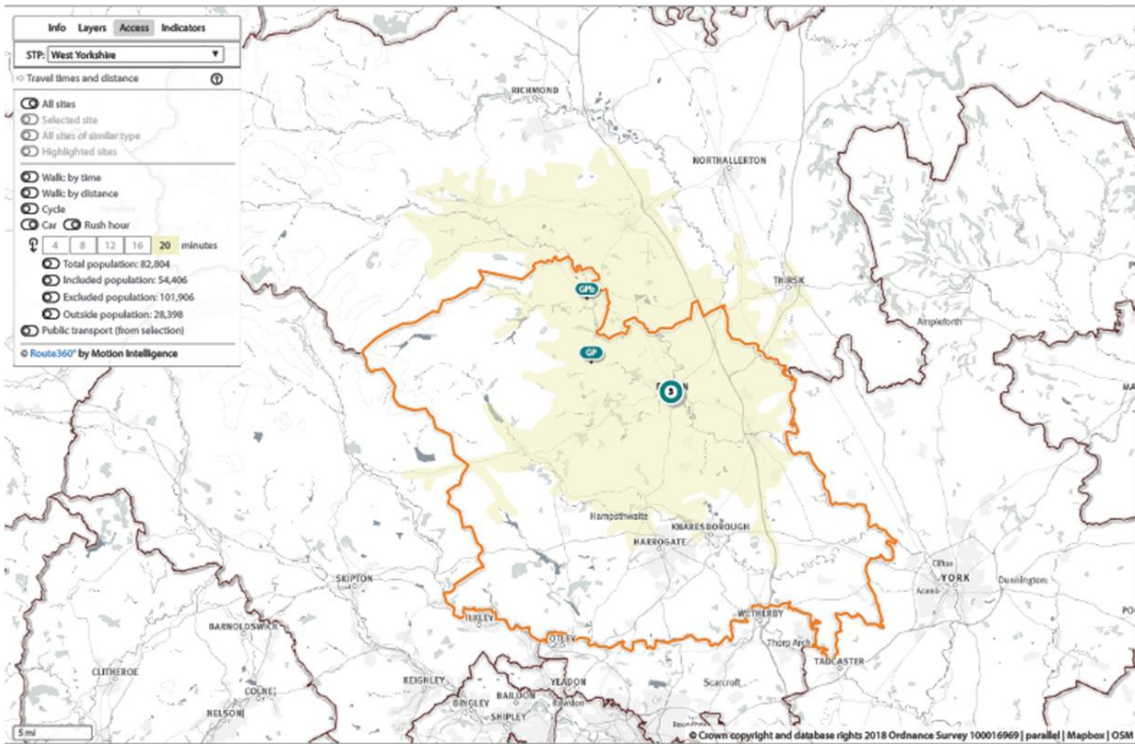 Info Layers Access Indicators
STP: West Yorkshire
Travel times and distance
All sites
Selected site
All sites of similar type
Highlighted sites
Walk: by time
Walk: by distance
Cycle
Car Rush hour
4 8 12 16 20 minutes
Total population: 82,804
Included population: 54,406
Excluded population: 101,906
Outside population: 28,398
Public transport (from selection)
© Route360° by Motion Intelligence
RICHMOND
NORTHALLERTON
THIRSK
GPb
Ampleforth
GP
3
Hampsthwaite
KNARESBOROUGH
HARROGATE
Clifton
YORK
Acomb
Dunnington
SKIPTON
ILKLEY
WETHERBY
BARNOLDSWICK
OTLEY
Thorp Arch
TADCASTER
CLITHEROE
KEIGHLEY
YEADON
Scarcroft
COLNE
BAILDON
Rawdon
BINGLEY
NELSON
SHIPLEY
5 mi
© Crown copyright and database rights 2018 Ordnance Survey 100016969 | parallel | Mapbox | OSM